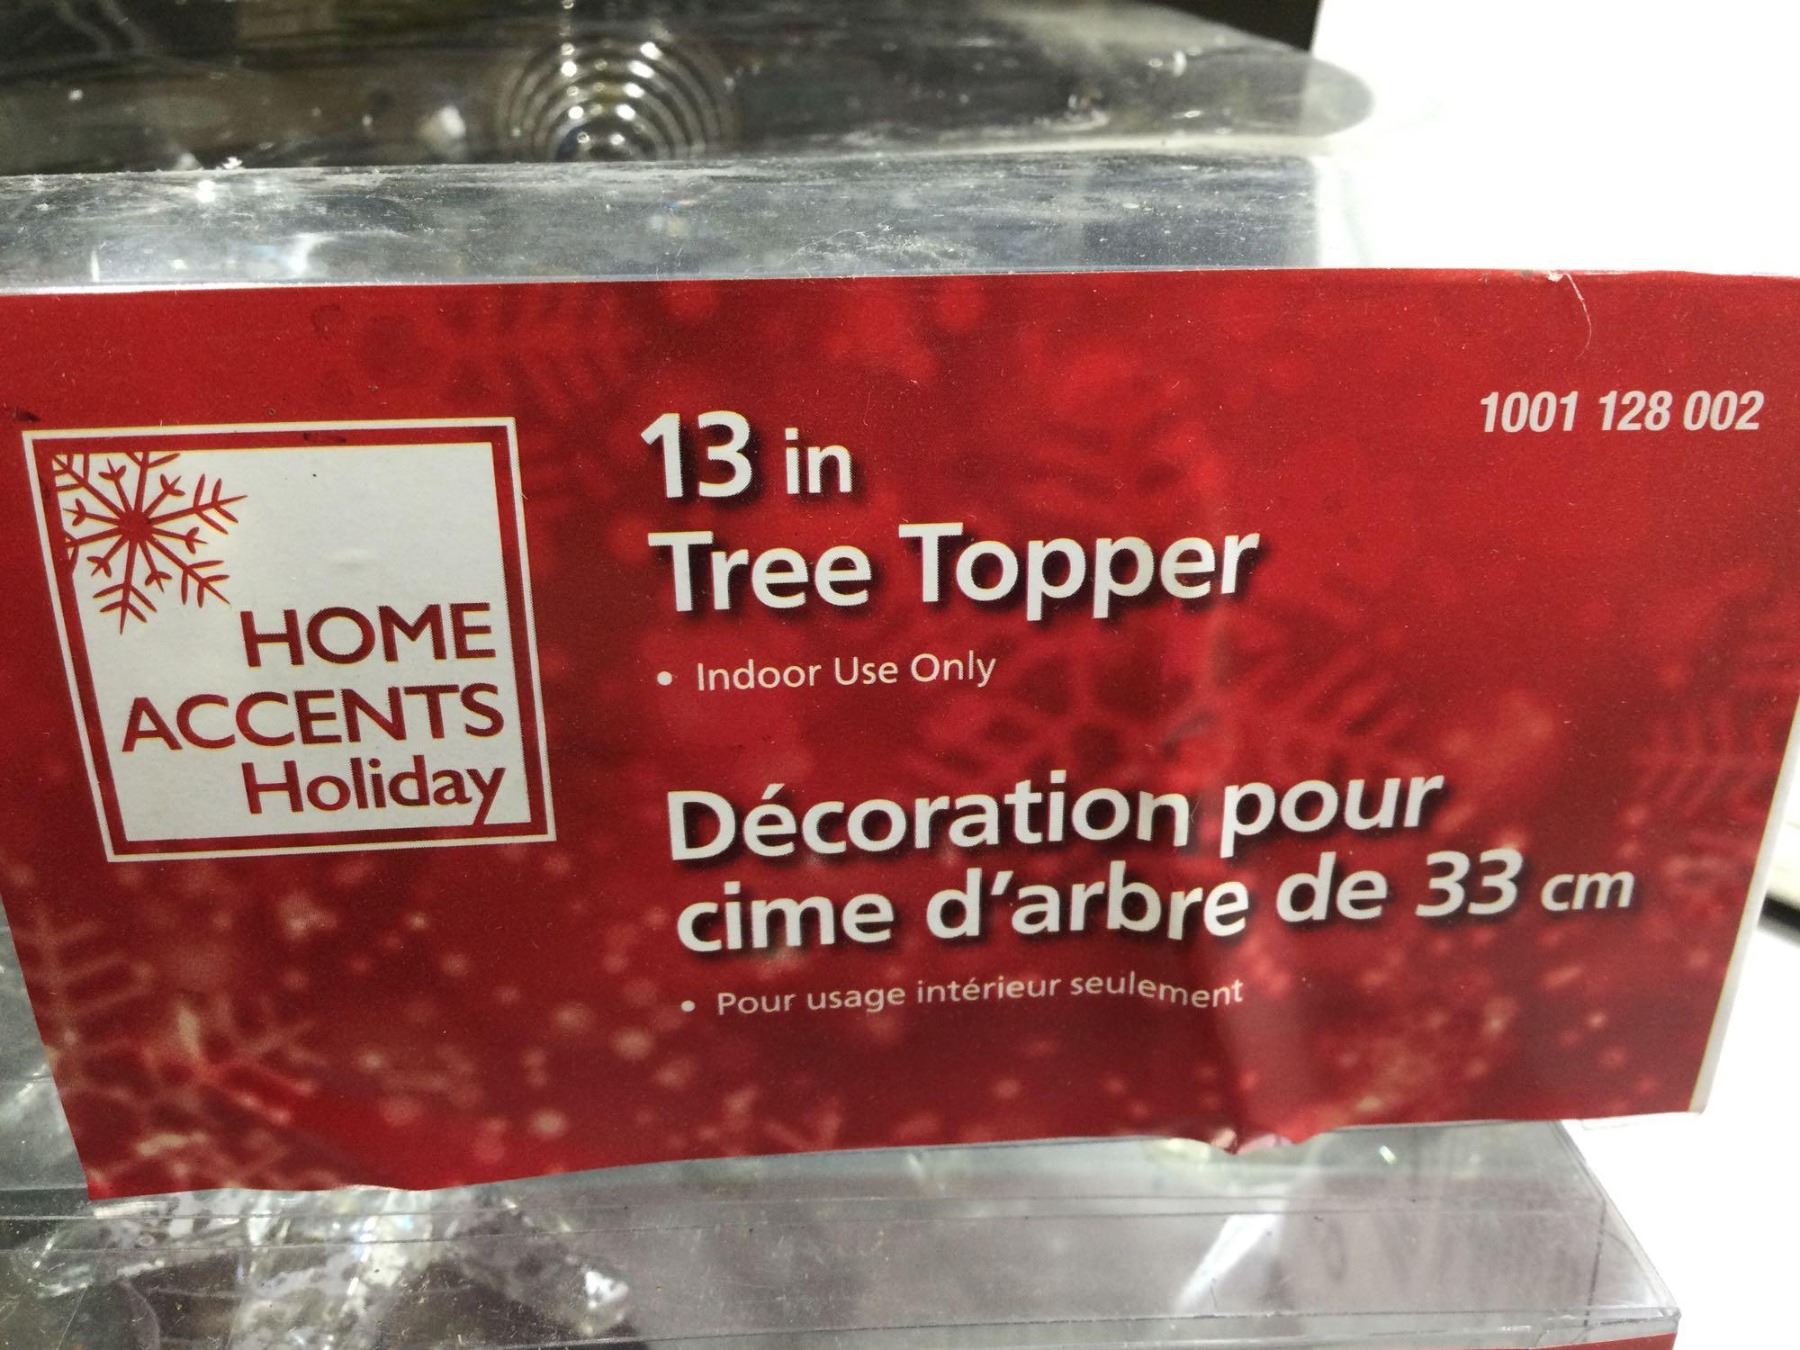 HOME
ACCENTS
Holiday
13 in
Tree Topper
• Indoor Use Only
1001 128 002
Décoration pour
cime d'arbre de 33 cm
• Pour usage intérieur seulement